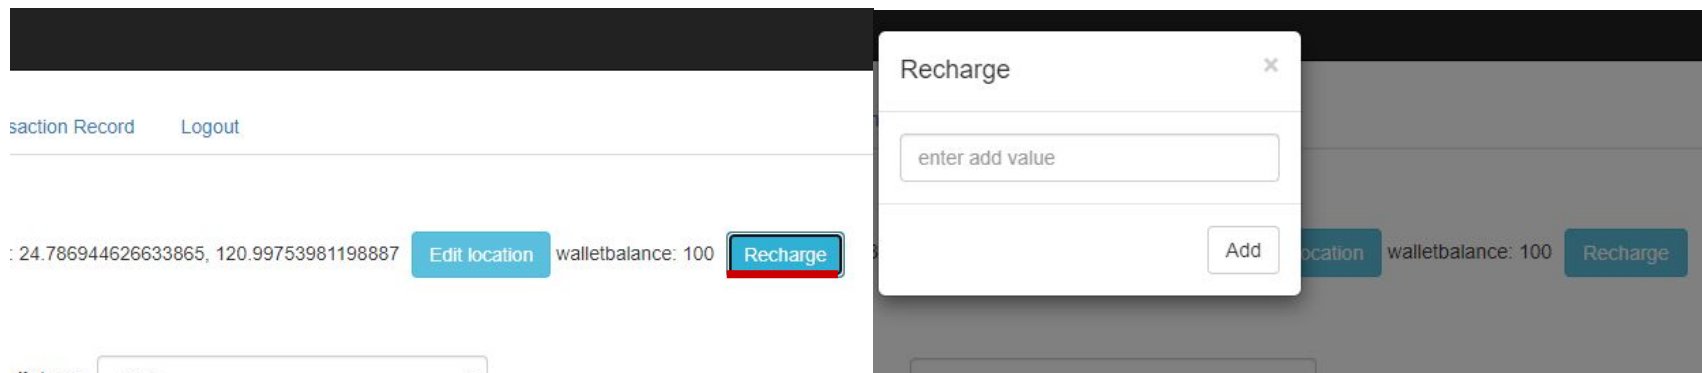 saction Record Logout
: 24.786944626633865, 120.99753981198887 Edit location walletbalance: 100 Recharge
Recharge ×
enter add value
Add
ocation walletbalance: 100 Recharge